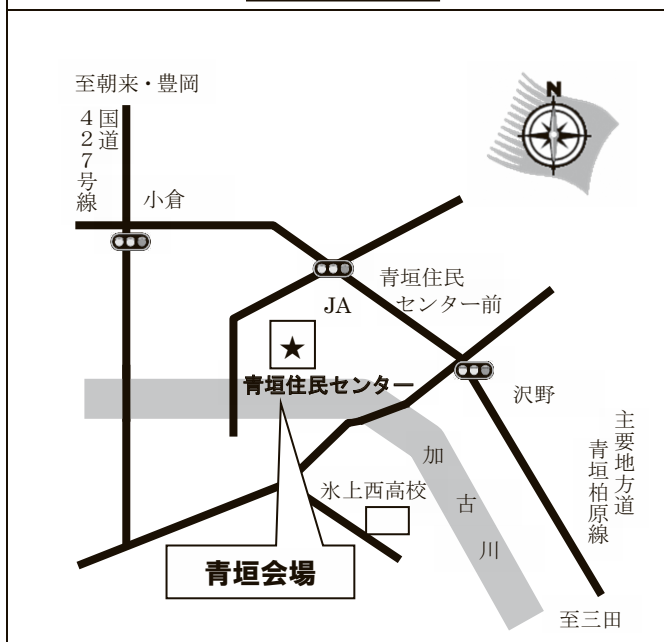 至朝来・豊岡
国道
427号線
N
小倉
青垣住民
センター前
JA
★
青垣住民センター
沢野
主要地方道
青垣柏原線
加古川
氷上西高校
青垣会場
至三田